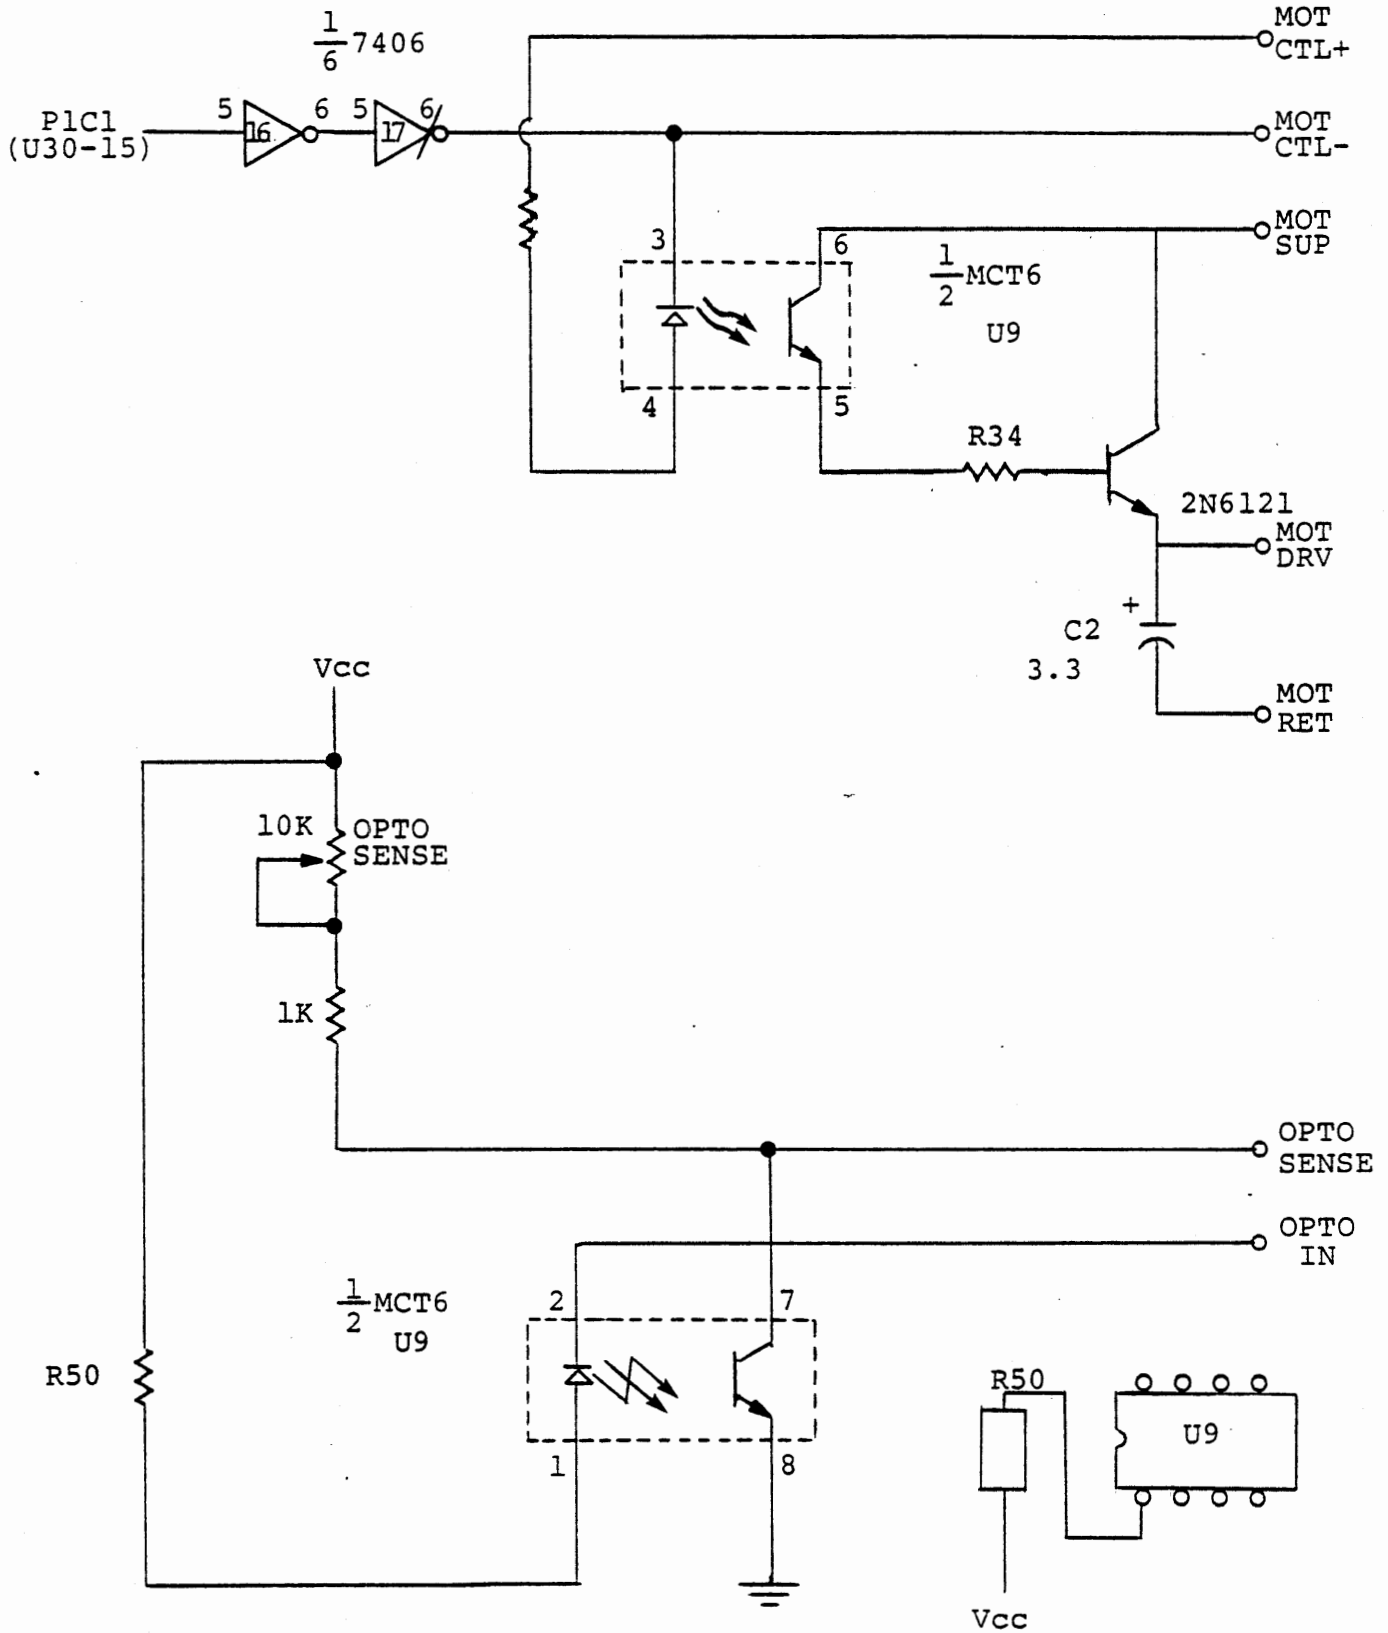 MOT
CTL+
1
6
7406
5
16
6
5
17
6
P1C1
(U30-15)
MOT
CTL-
MOT
SUP
3
6
1
2
MCT6
U9
4
5
R34
2N6121
MOT
DRV
+
C2
3.3
MOT
RET
Vcc
10K
OPTO
SENSE
1K
OPTO
SENSE
OPTO
IN
1
2
MCT6
U9
2
7
R50
1
8
R50
U9
Vcc